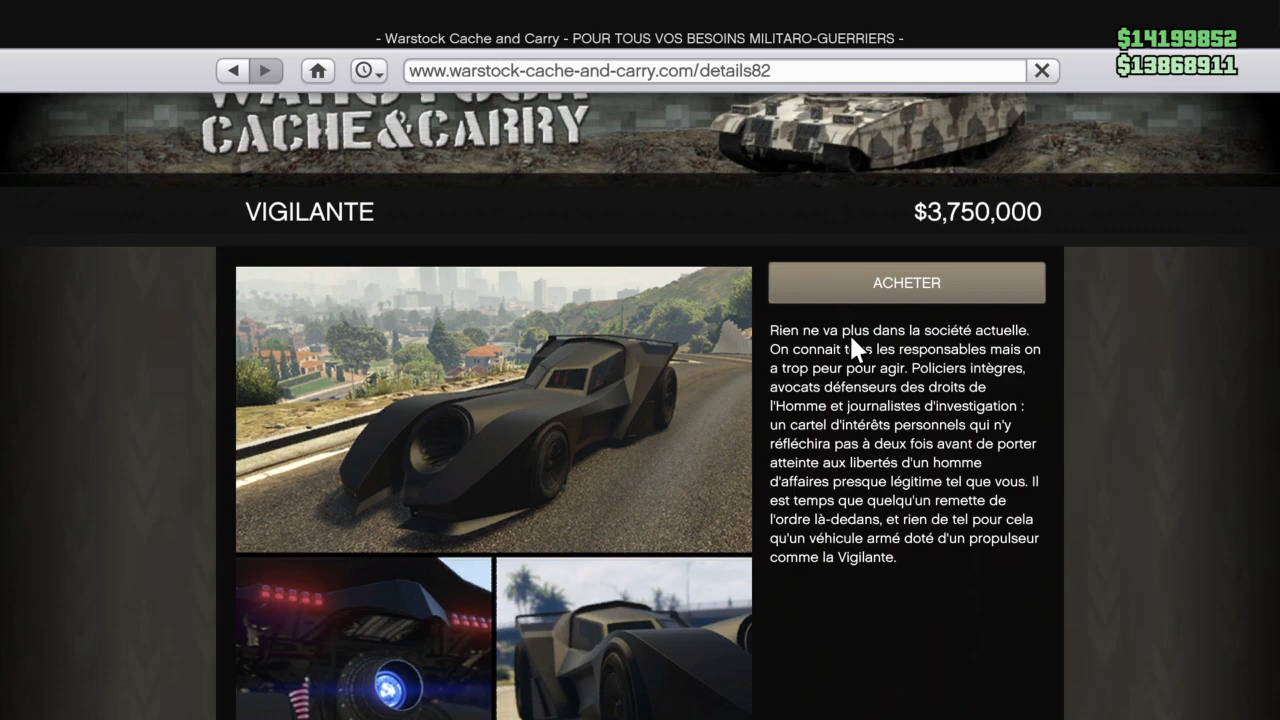 - Warstock Cache and Carry - POUR TOUS VOS BESOINS MILITARO-GUERRIERS -
$14199852
$13868911
www.warstock-cache-and-carry.com/details82
WARSTOCK
CACHE&CARRY
VIGILANTE
$3,750,000
ACHETER
Rien ne va plus dans la société actuelle.
On connait les responsables mais on
a trop peur pour agir. Policiers intègres,
avocats défenseurs des droits de
l'Homme et journalistes d'investigation :
un cartel d'intérêts personnels qui n'y
réfléchira pas à deux fois avant de porter
atteinte aux libertés d'un homme
d'affaires presque légitime tel que vous. Il
est temps que quelqu'un remette de
l'ordre là-dedans, et rien de tel pour cela
qu'un véhicule armé doté d'un propulseur
comme la Vigilante.